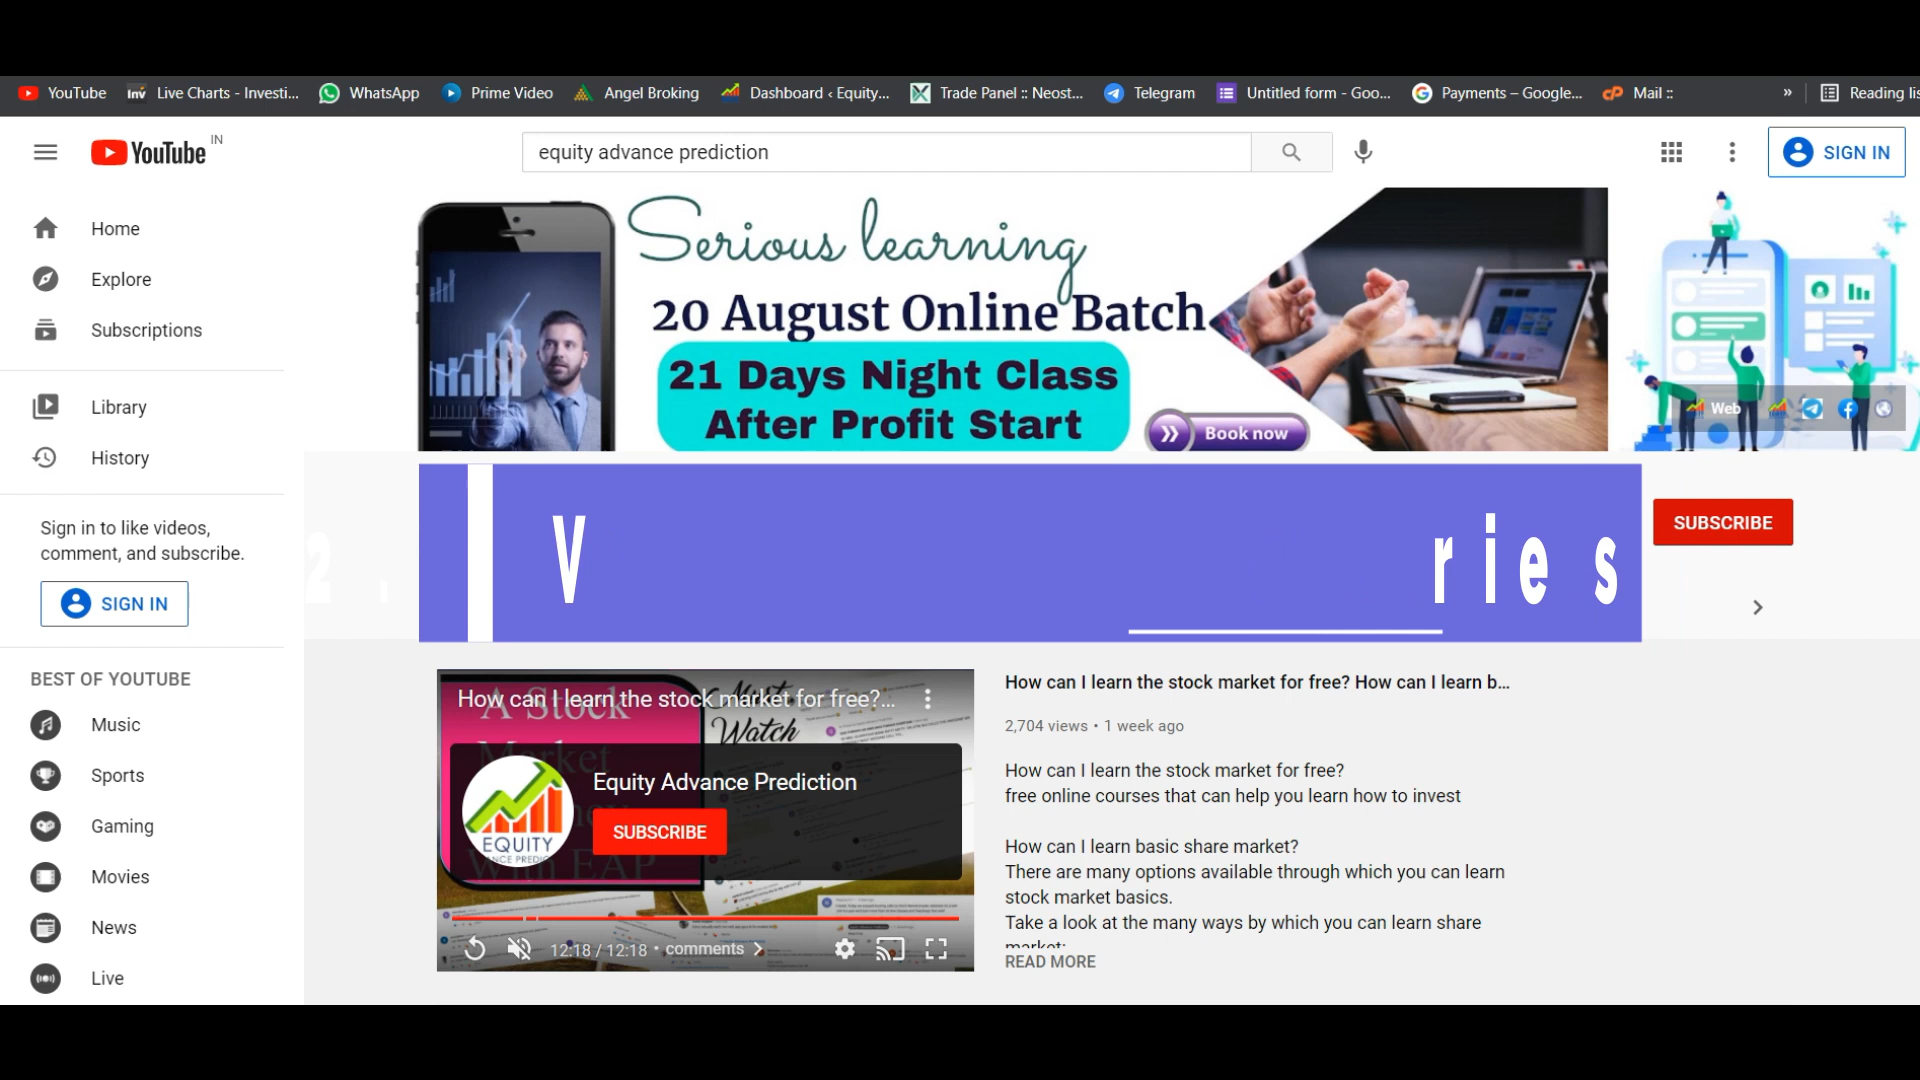 YouTube
Live Charts - Investi...
WhatsApp
Prime Video
Angel Broking
Dashboard ‹ Equity...
Trade Panel :: Neost...
Telegram
Untitled form - Goo...
Payments – Google...
Mail ::
»
Reading lis
YouTube IN
equity advance prediction
SIGN IN
Home
Explore
Subscriptions
Library
History
Sign in to like videos,
comment, and subscribe.
SIGN IN
BEST OF YOUTUBE
Music
Sports
Gaming
Movies
News
Live
Serious learning
20 August Online Batch
21 Days Night Class
After Profit Start
Book now
Web
2 .
V ries
SUBSCRIBE
How can I learn the stock market for free?...
A Stock
Must
Watch
Equity Advance Prediction
SUBSCRIBE
EQUITY
With EAP
12:18 / 12:18 • comments
How can I learn the stock market for free? How can I learn b...
2,704 views • 1 week ago
How can I learn the stock market for free?
free online courses that can help you learn how to invest
How can I learn basic share market?
There are many options available through which you can learn
stock market basics.
Take a look at the many ways by which you can learn share
market:
READ MORE